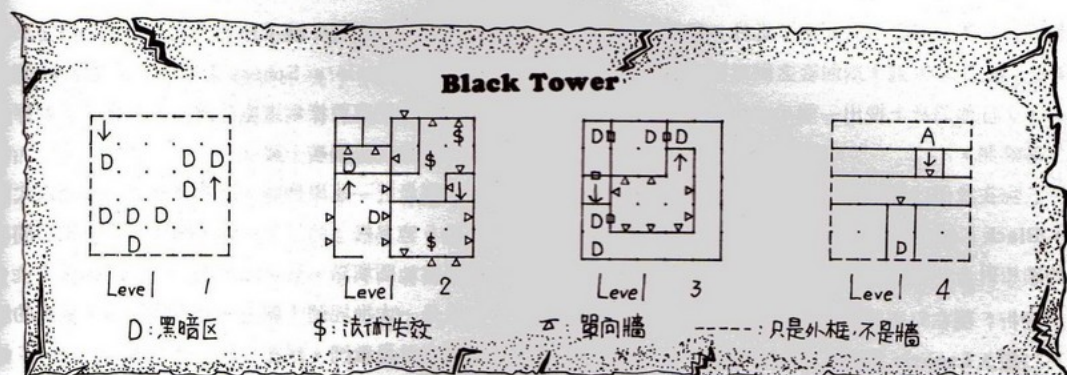 Black Tower
↓ D D D D ↑ D D D D
D $ $ ↑ ↓ D $
D D D ↑ ↓ D D
A ↓ D
Level 1
Level 2
Level 3
Level 4
D:黑暗区
$:法術失效
▽:單向牆
-----:只是外框,不是牆